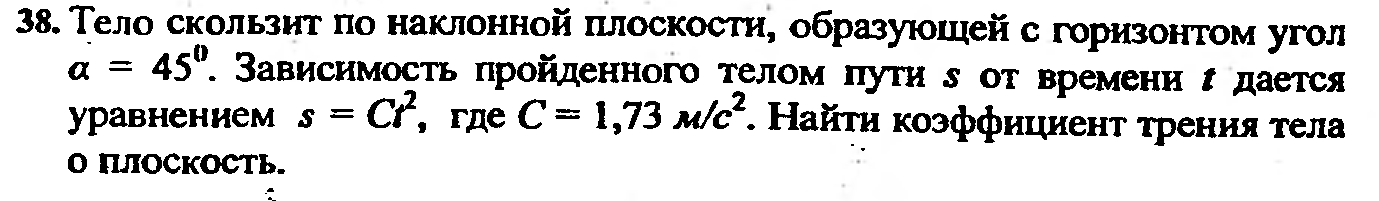 38. Тело скользит по наклонной плоскости, образующей с горизонтом угол
α = 45⁰. Зависимость пройденного телом пути s от времени t дается
уравнением s = Ct², где C = 1,73 м/с². Найти коэффициент трения тела
о плоскость.